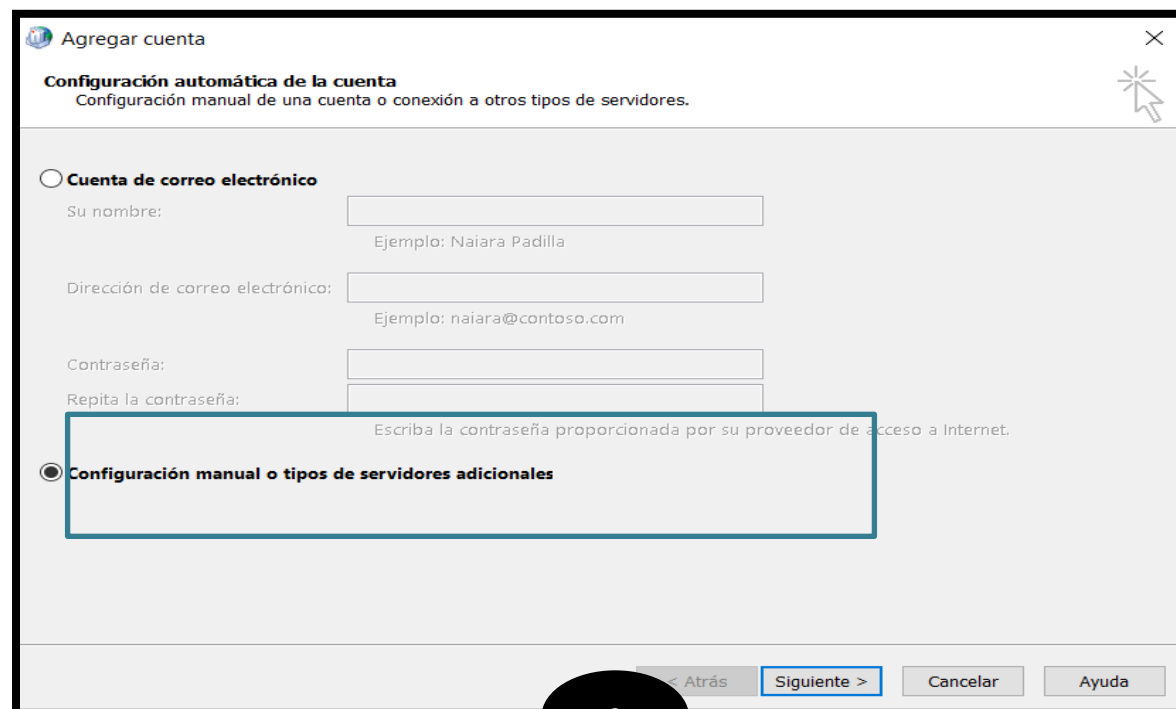 Agregar cuenta
Configuración automática de la cuenta
Configuración manual de una cuenta o conexión a otros tipos de servidores.
Cuenta de correo electrónico
Su nombre:
Ejemplo: Naiara Padilla
Dirección de correo electrónico:
Ejemplo: naiara@contoso.com
Contraseña:
Repita la contraseña:
Escriba la contraseña proporcionada por su proveedor de acceso a Internet.
Configuración manual o tipos de servidores adicionales
< Atrás Siguiente > Cancelar Ayuda